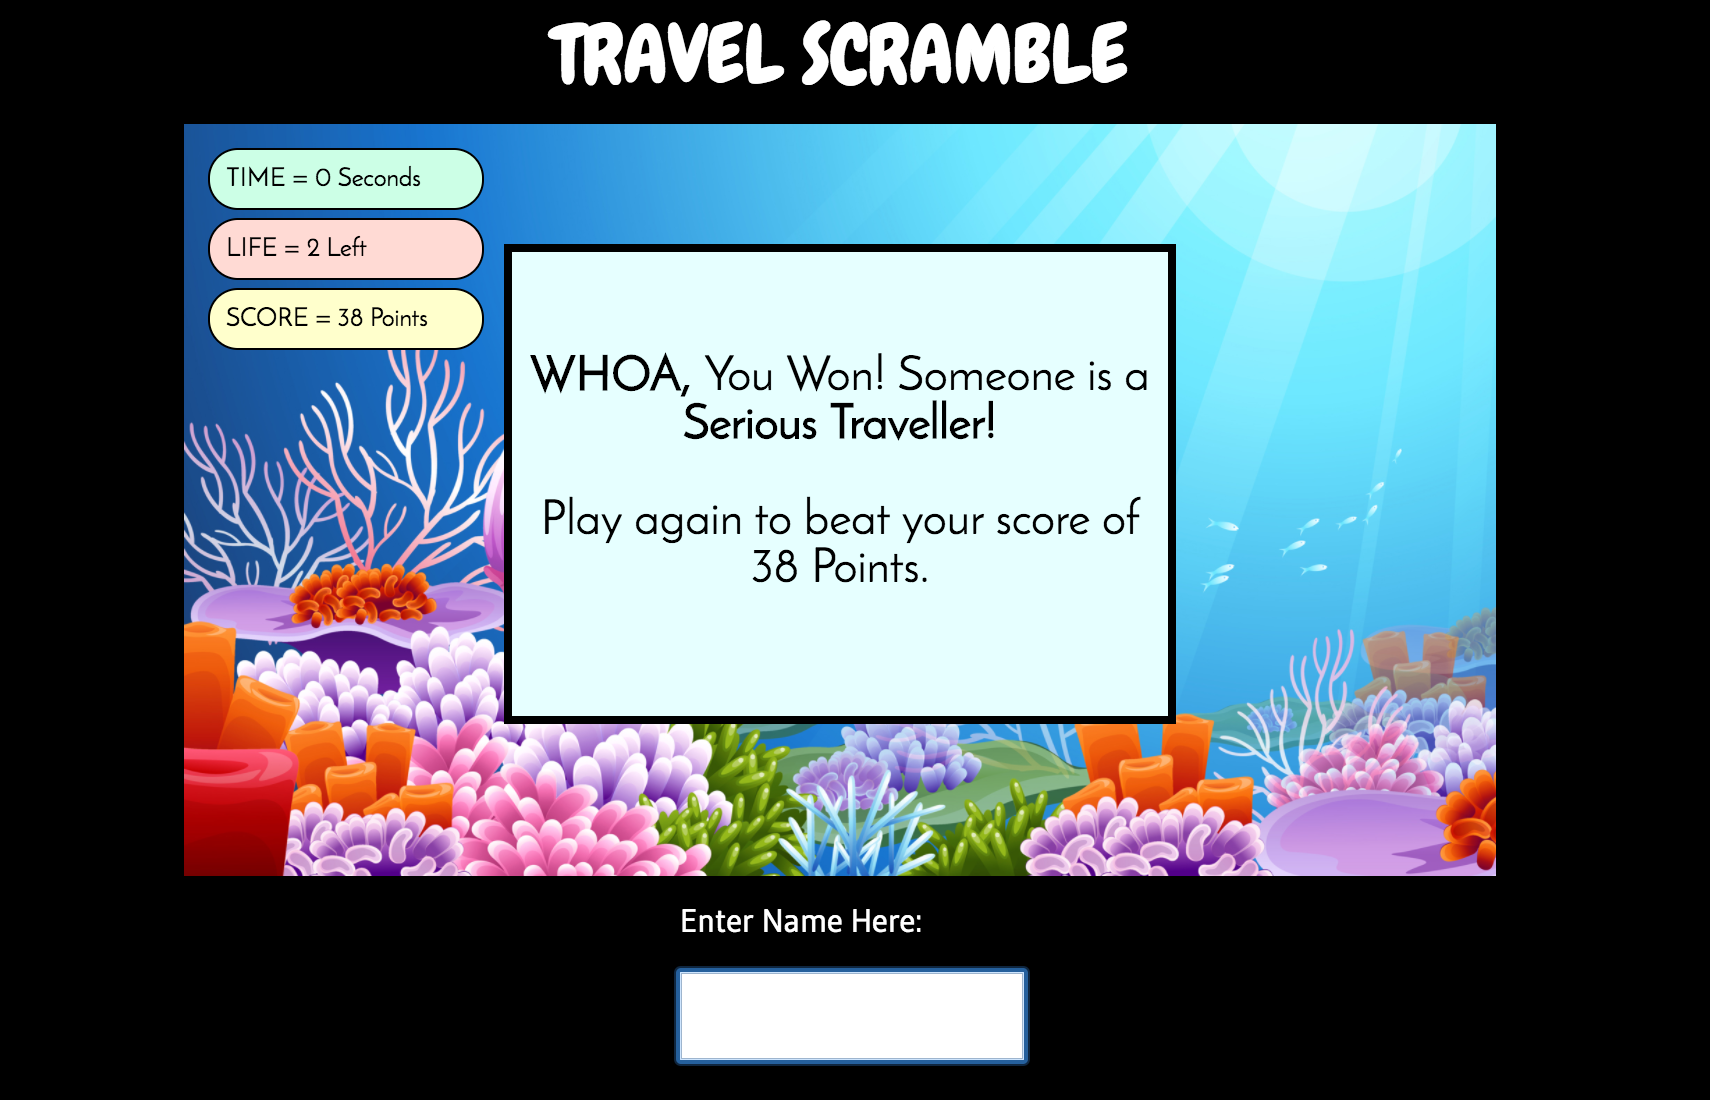 TRAVEL SCRAMBLE
TIME = 0 Seconds
LIFE = 2 Left
SCORE = 38 Points
WHOA, You Won! Someone is a
Serious Traveller!
Play again to beat your score of
38 Points.
Enter Name Here: